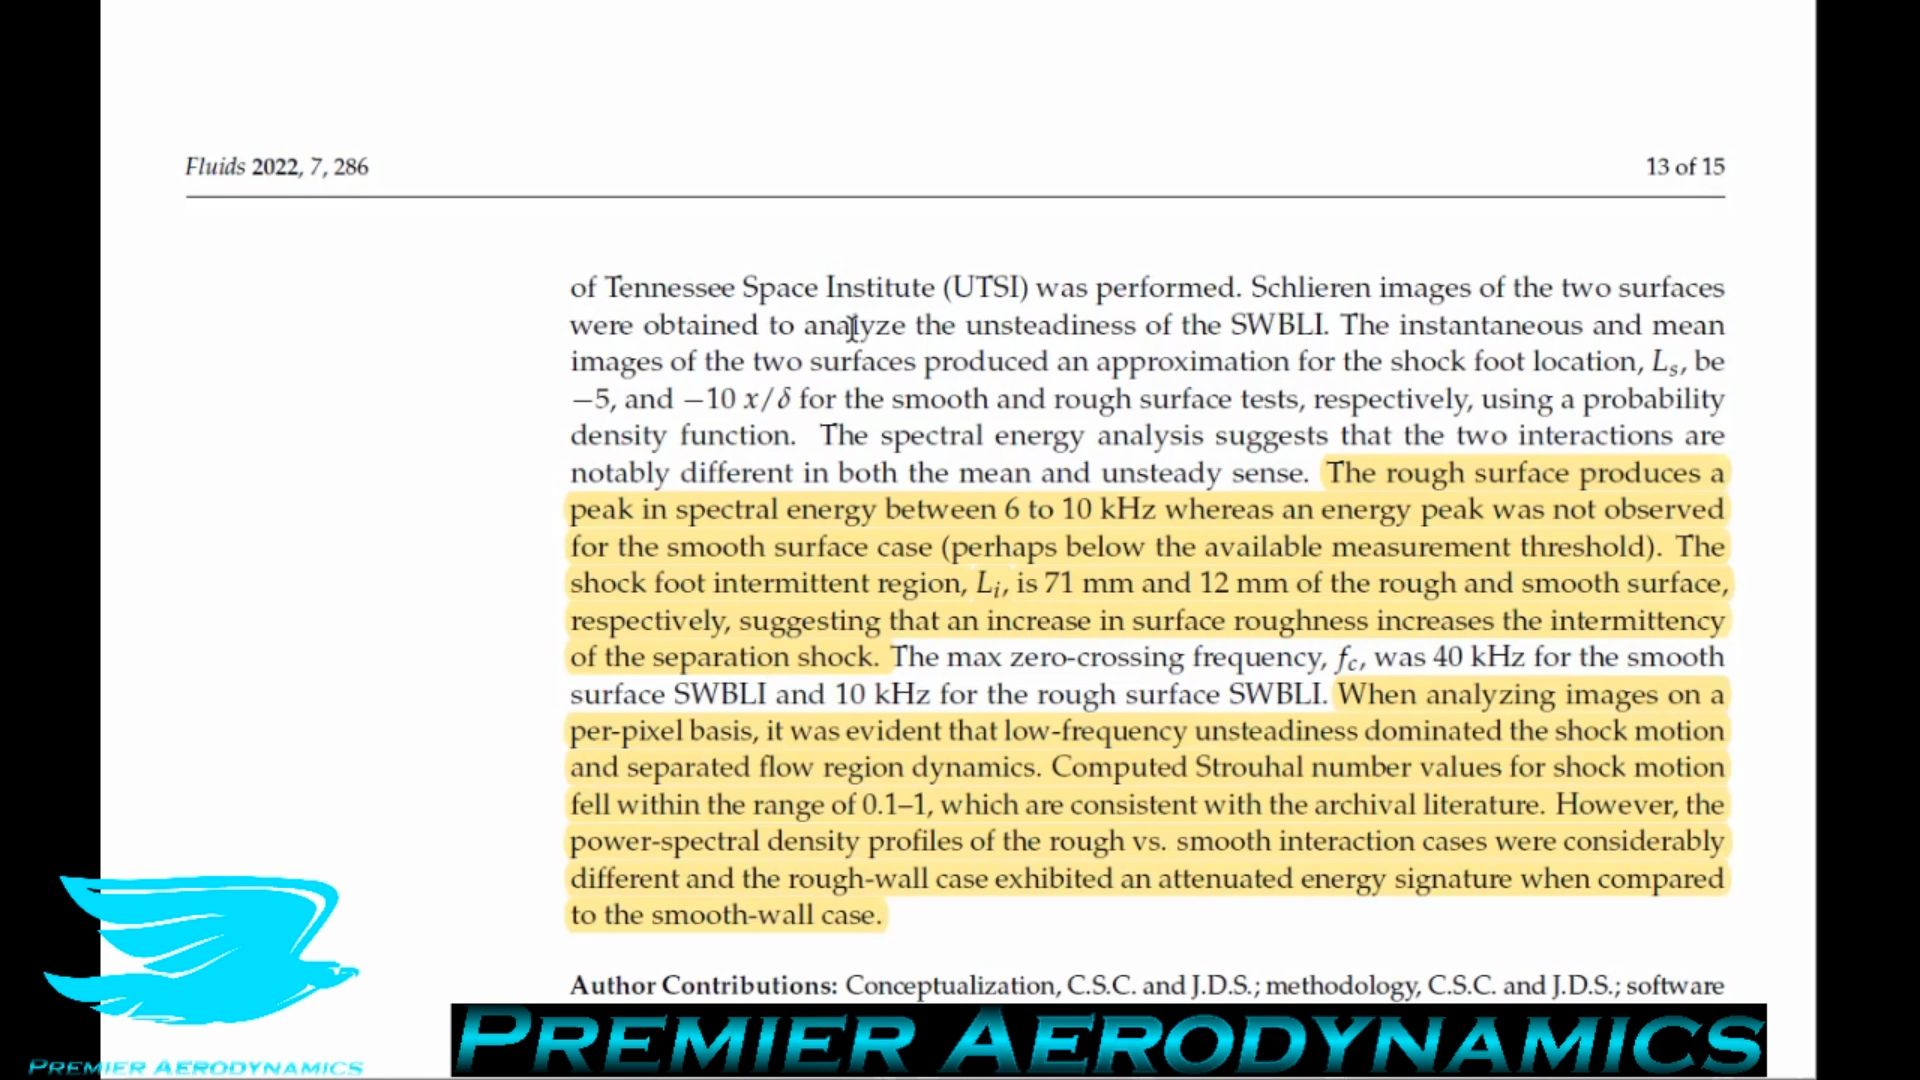 Fluids 2022, 7, 286
13 of 15
of Tennessee Space Institute (UTSI) was performed. Schlieren images of the two surfaces
were obtained to analyze the unsteadiness of the SWBLI. The instantaneous and mean
images of the two surfaces produced an approximation for the shock foot location, Lₛ, be
−5, and −10 x/δ for the smooth and rough surface tests, respectively, using a probability
density function. The spectral energy analysis suggests that the two interactions are
notably different in both the mean and unsteady sense. The rough surface produces a
peak in spectral energy between 6 to 10 kHz whereas an energy peak was not observed
for the smooth surface case (perhaps below the available measurement threshold). The
shock foot intermittent region, Lᵢ, is 71 mm and 12 mm of the rough and smooth surface,
respectively, suggesting that an increase in surface roughness increases the intermittency
of the separation shock. The max zero-crossing frequency, f_c, was 40 kHz for the smooth
surface SWBLI and 10 kHz for the rough surface SWBLI. When analyzing images on a
per-pixel basis, it was evident that low-frequency unsteadiness dominated the shock motion
and separated flow region dynamics. Computed Strouhal number values for shock motion
fell within the range of 0.1–1, which are consistent with the archival literature. However, the
power-spectral density profiles of the rough vs. smooth interaction cases were considerably
different and the rough-wall case exhibited an attenuated energy signature when compared
to the smooth-wall case.
Author Contributions: Conceptualization, C.S.C. and J.D.S.; methodology, C.S.C. and J.D.S.; software
PREMIER AERODYNAMICS
PREMIER AERODYNAMICS